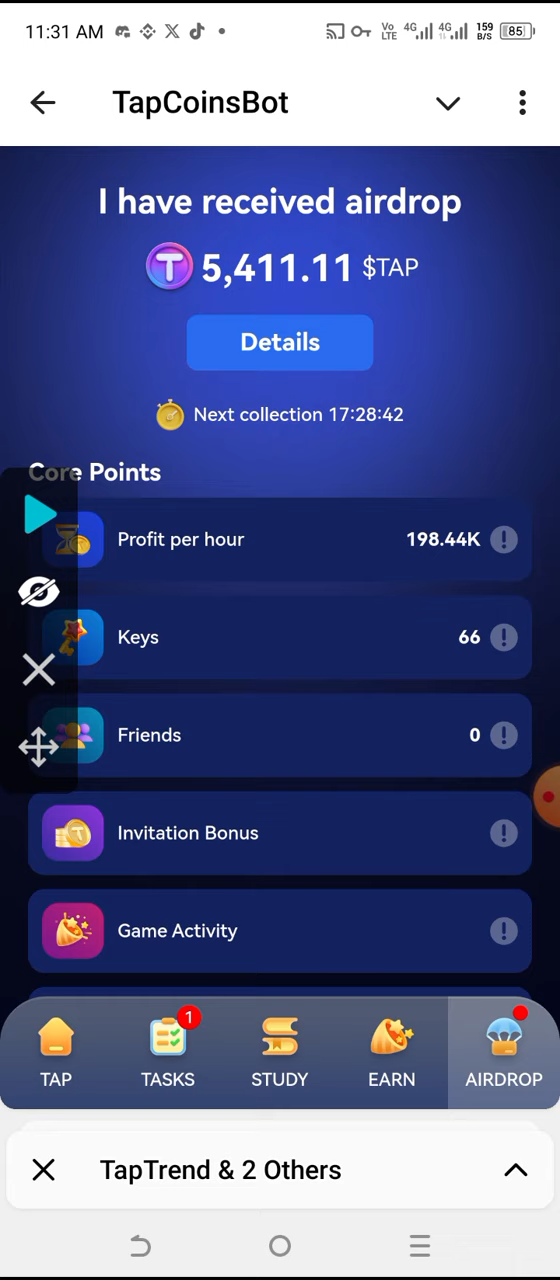 11:31 AM
Vo LTE 4G 4G 159 B/S 85
TapCoinsBot
I have received airdrop
5,411.11 $TAP
Details
Next collection 17:28:42
Core Points
Profit per hour 198.44K
Keys 66
Friends 0
Invitation Bonus
Game Activity
1
TAP TASKS STUDY EARN AIRDROP
TapTrend & 2 Others